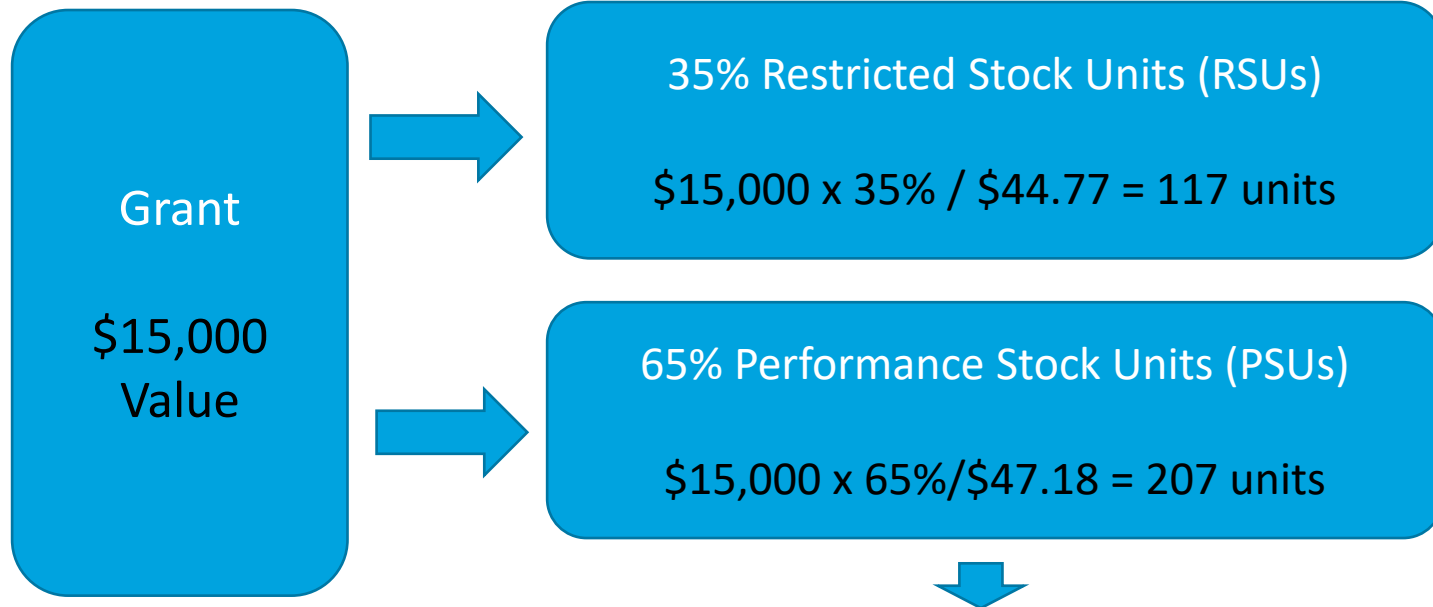 Grant
$15,000
Value
35% Restricted Stock Units (RSUs)
$15,000 x 35% / $44.77 = 117 units
65% Performance Stock Units (PSUs)
$15,000 x 65%/$47.18 = 207 units